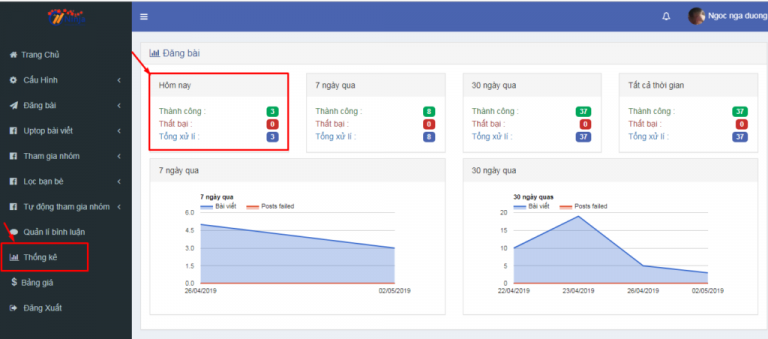 Ngoc nga duong
Trang Chủ
Cấu Hình
Đăng bài
Uptop bài viết
Tham gia nhóm
Lọc bạn bè
Tự động tham gia nhóm
Quản lí bình luận
Thống kê
Bảng giá
Đăng Xuất
Đăng bài
Hôm nay
Thành công : 3
Thất bại : 0
Tổng xử lí : 3
7 ngày qua
Thành công : 8
Thất bại : 0
Tổng xử lí : 8
30 ngày qua
Thành công : 37
Thất bại : 0
Tổng xử lí : 37
Tất cả thời gian
Thành công : 37
Thất bại : 0
Tổng xử lí : 37
7 ngày qua
7 ngày qua
Bài viết Posts failed
6.0
4.5
3.0
1.5
0.0
26/04/2019 02/05/2019
30 ngày qua
30 ngày quas
Bài viết Posts failed
20
15
10
5
0
22/04/2019 23/04/2019 26/04/2019 02/05/2019